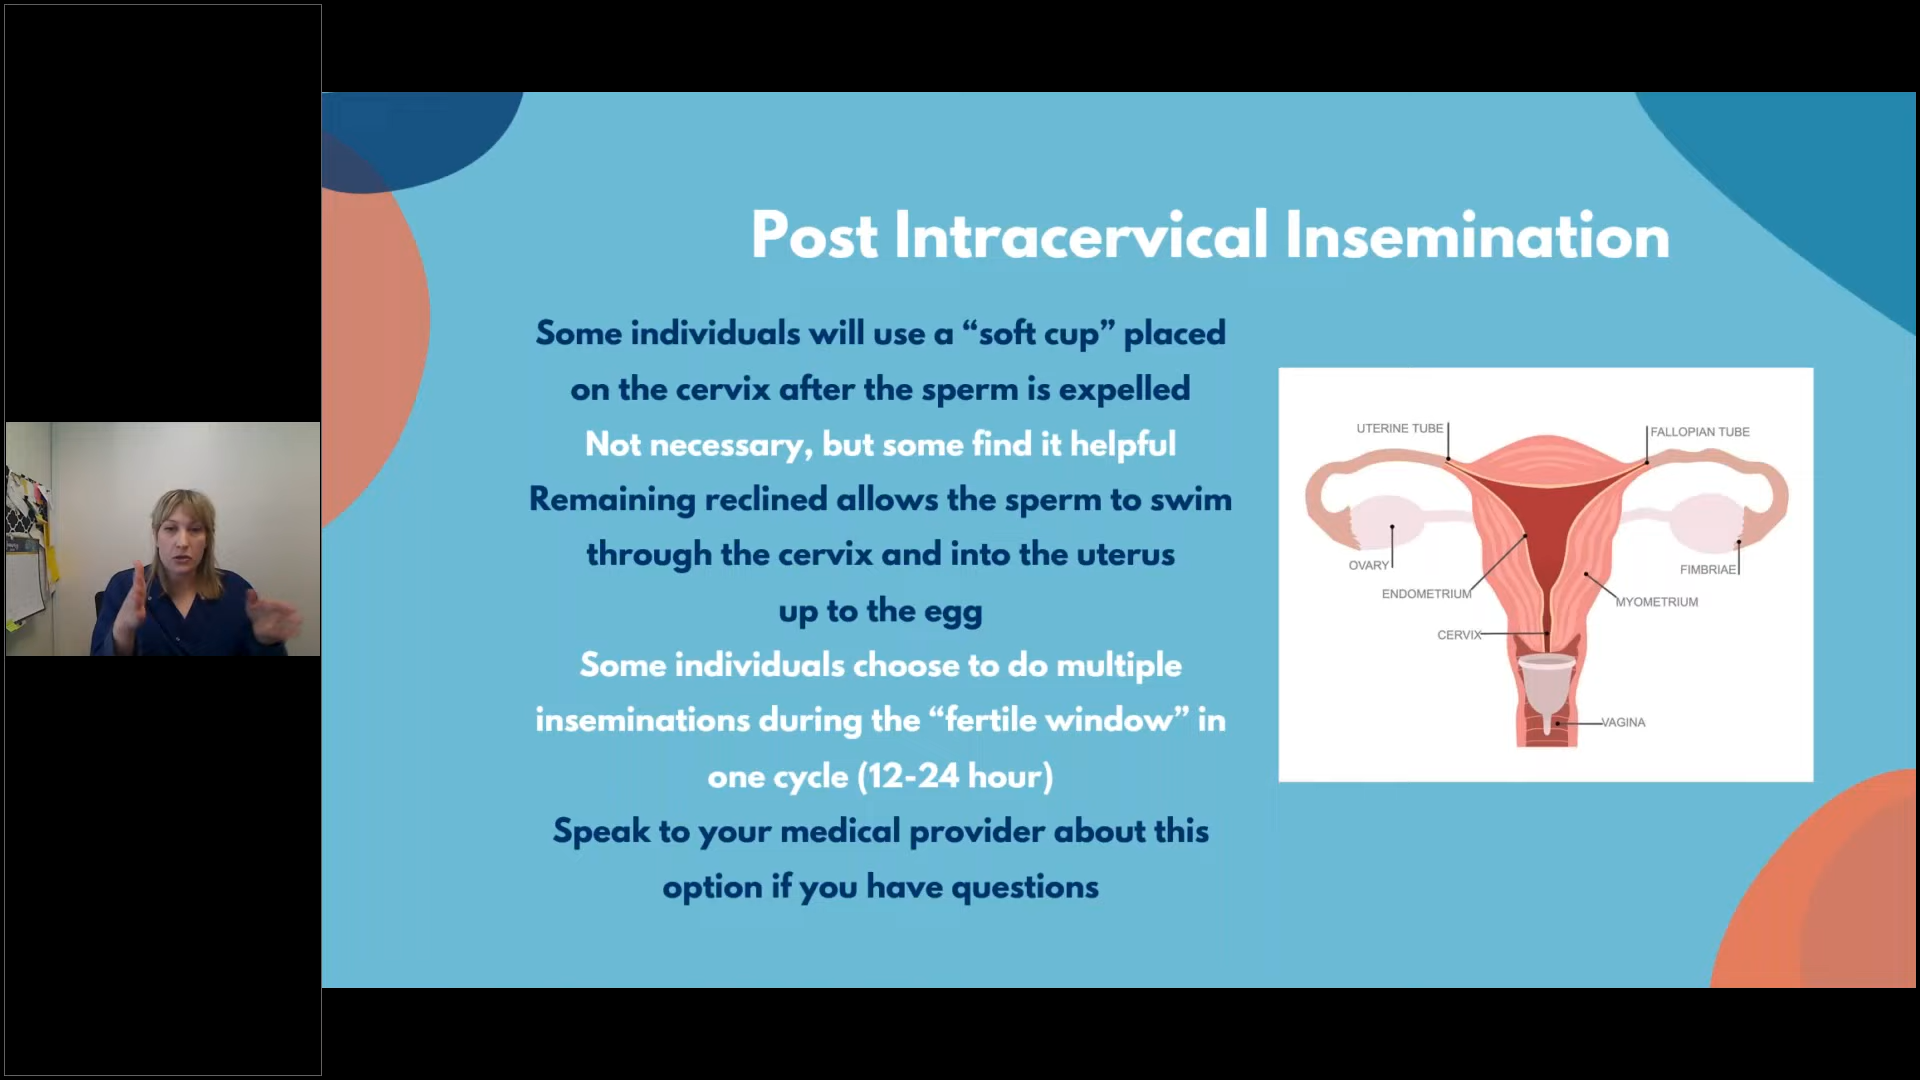 Post Intracervical Insemination
Some individuals will use a “soft cup” placed
on the cervix after the sperm is expelled
Not necessary, but some find it helpful
Remaining reclined allows the sperm to swim
through the cervix and into the uterus
up to the egg
Some individuals choose to do multiple
inseminations during the “fertile window” in
one cycle (12-24 hour)
Speak to your medical provider about this
option if you have questions
UTERINE TUBE
FALLOPIAN TUBE
OVARY
FIMBRIAE
ENDOMETRIUM
MYOMETRIUM
CERVIX
VAGINA